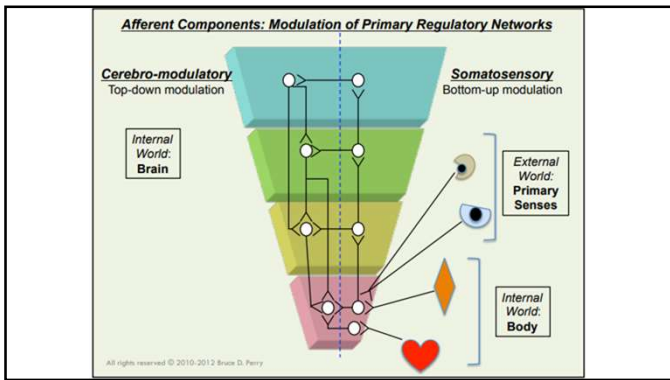 Afferent Components: Modulation of Primary Regulatory Networks
Cerebro-modulatory
Top-down modulation
Somatosensory
Bottom-up modulation
Internal
World:
Brain
External
World:
Primary
Senses
Internal
World:
Body
All rights reserved © 2010-2012 Bruce D. Perry